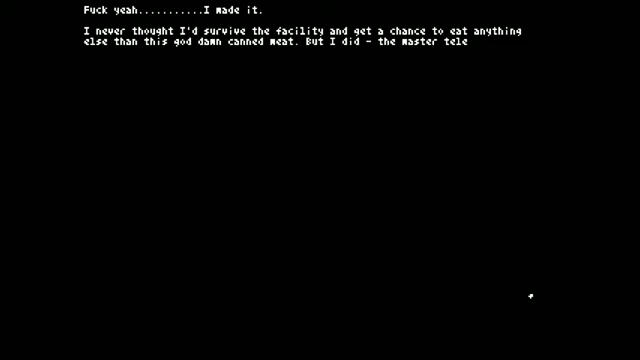 Fuck yeah...........I made it.
I never thought I'd survive the facility and get a chance to eat anything
else than this god damn canned meat. But I did - the master tele